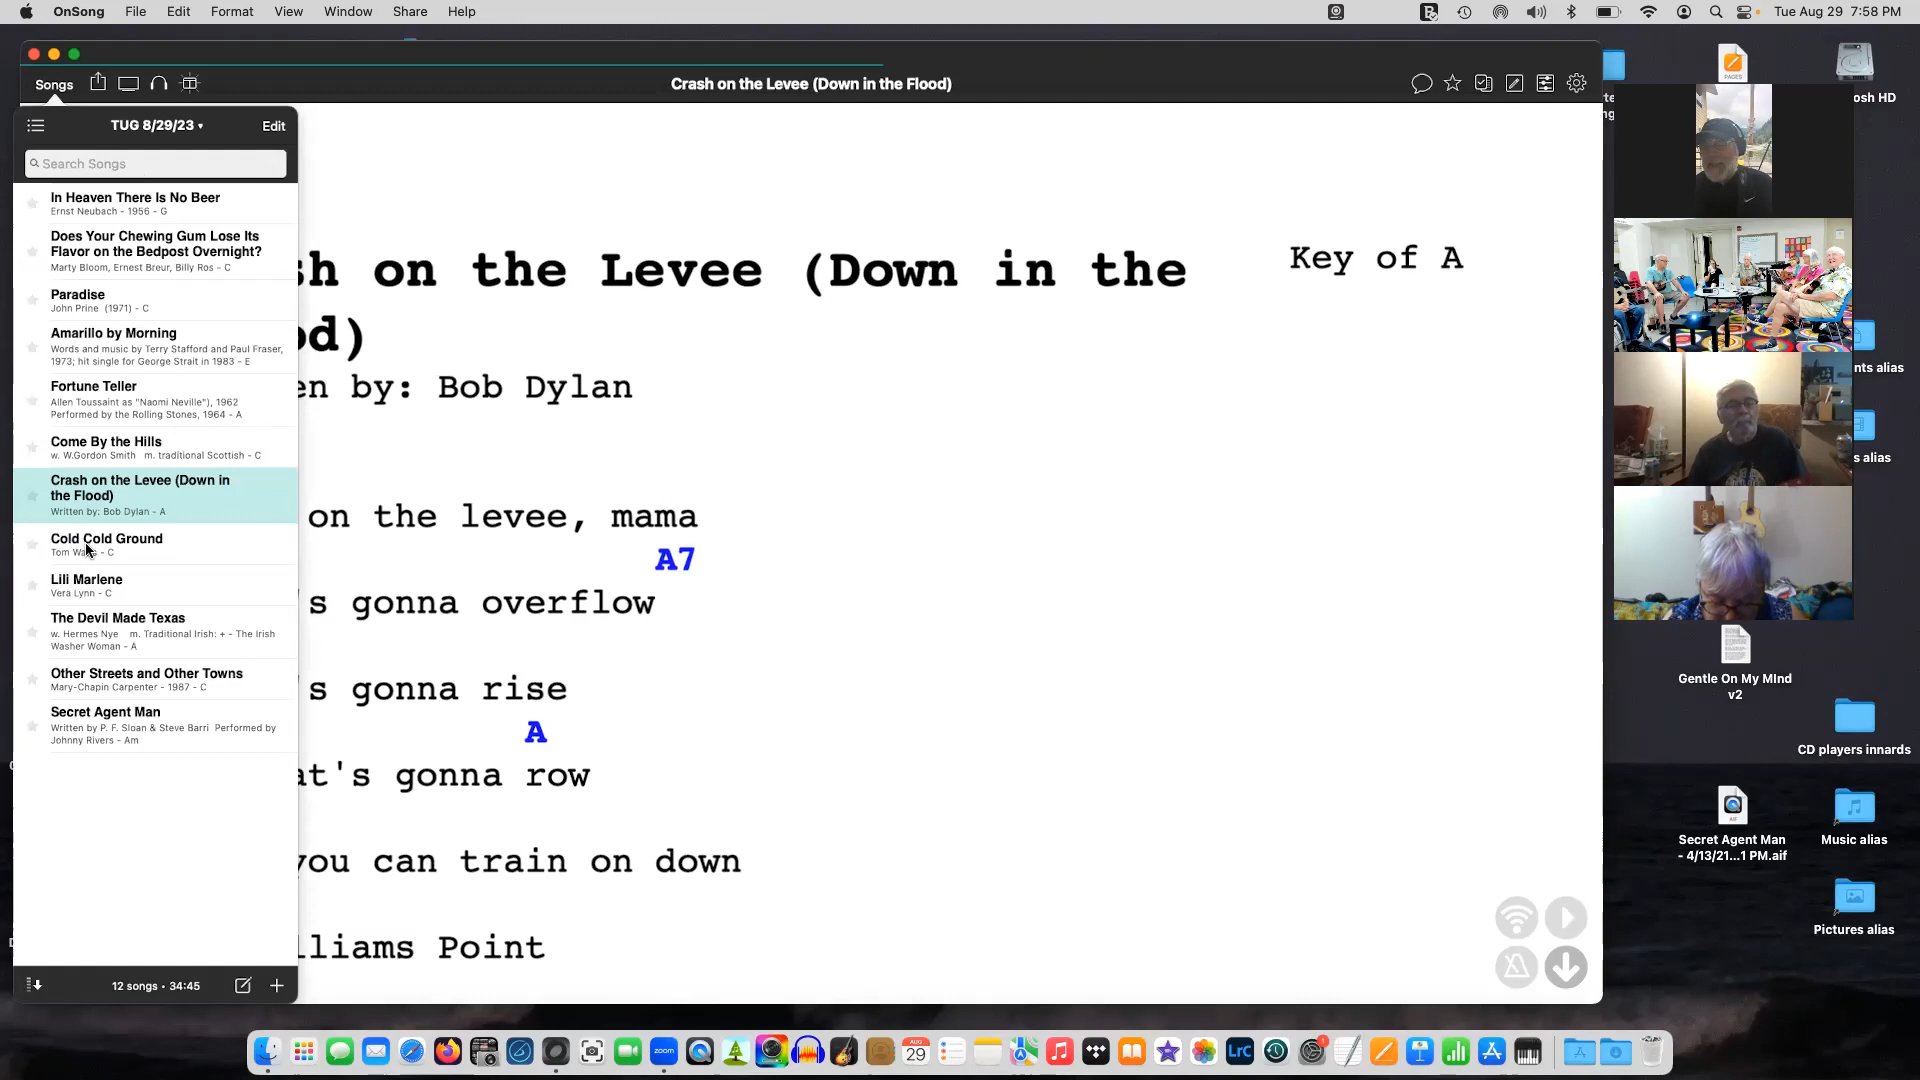 OnSong File Edit Format View Window Share Help
Tue Aug 29 7:58 PM
Songs
Crash on the Levee (Down in the Flood)
TUG 8/29/23
Edit
Search Songs
In Heaven There Is No Beer
Ernst Neubach - 1956 - G
Does Your Chewing Gum Lose Its
Flavor on the Bedpost Overnight?
Marty Bloom, Ernest Breur, Billy Ros - C
Paradise
John Prine (1971) - C
Amarillo by Morning
Words and music by Terry Stafford and Paul Fraser,
1973; hit single for George Strait in 1983 - E
Fortune Teller
Allen Toussaint as "Naomi Neville"), 1962
Performed by the Rolling Stones, 1964 - A
Come By the Hills
w. W.Gordon Smith m. traditional Scottish - C
Crash on the Levee (Down in
the Flood)
Written by: Bob Dylan - A
Cold Cold Ground
Tom - C
Lili Marlene
Vera Lynn - C
The Devil Made Texas
w. Hermes Nye m. Traditional Irish: + - The Irish
Washer Woman - A
Other Streets and Other Towns
Mary-Chapin Carpenter - 1987 - C
Secret Agent Man
Written by P. F. Sloan & Steve Barri Performed by
Johnny Rivers - Am
12 songs • 34:45
sh on the Levee (Down in the
od)
Key of A
en by: Bob Dylan
on the levee, mama
A7
's gonna overflow
's gonna rise
A
at's gonna row
you can train on down
lliams Point
PAGES
osh HD
nts alias
s alias
Gentle On My MInd
v2
CD players innards
AIF
Secret Agent Man
- 4/13/21...1 PM.aif
Music alias
Pictures alias
zoom
AUG
29
LrC
1